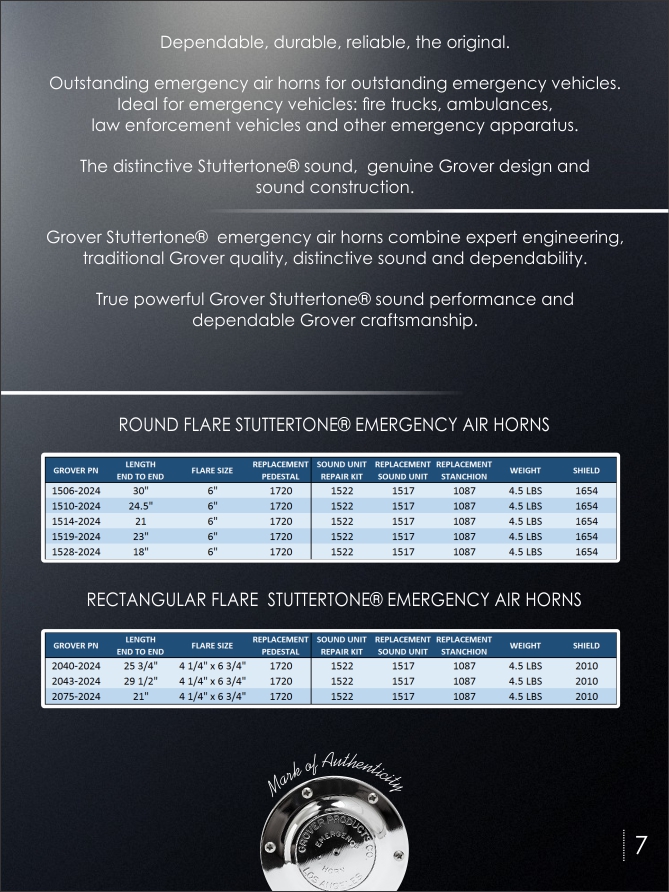 Dependable, durable, reliable, the original.
Outstanding emergency air horns for outstanding emergency vehicles.
Ideal for emergency vehicles: fire trucks, ambulances,
law enforcement vehicles and other emergency apparatus.
The distinctive Stuttertone® sound,  genuine Grover design and
sound construction.
Grover Stuttertone®  emergency air horns combine expert engineering,
traditional Grover quality, distinctive sound and dependability.
True powerful Grover Stuttertone® sound performance and
dependable Grover craftsmanship.
ROUND FLARE STUTTERTONE® EMERGENCY AIR HORNS
GROVER PN LENGTH END TO END FLARE SIZE REPLACEMENT PEDESTAL SOUND UNIT REPAIR KIT REPLACEMENT SOUND UNIT REPLACEMENT STANCHION WEIGHT SHIELD
1506-2024 30" 6" 1720 1522 1517 1087 4.5 LBS 1654
1510-2024 24.5" 6" 1720 1522 1517 1087 4.5 LBS 1654
1514-2024 21 6" 1720 1522 1517 1087 4.5 LBS 1654
1519-2024 23" 6" 1720 1522 1517 1087 4.5 LBS 1654
1528-2024 18" 6" 1720 1522 1517 1087 4.5 LBS 1654
RECTANGULAR FLARE  STUTTERTONE® EMERGENCY AIR HORNS
GROVER PN LENGTH END TO END FLARE SIZE REPLACEMENT PEDESTAL SOUND UNIT REPAIR KIT REPLACEMENT SOUND UNIT REPLACEMENT STANCHION WEIGHT SHIELD
2040-2024 25 3/4" 4 1/4" x 6 3/4" 1720 1522 1517 1087 4.5 LBS 2010
2043-2024 29 1/2" 4 1/4" x 6 3/4" 1720 1522 1517 1087 4.5 LBS 2010
2075-2024 21" 4 1/4" x 6 3/4" 1720 1522 1517 1087 4.5 LBS 2010
Mark of Authenticity
GROVER PRODUCTS CO.
EMERGENCY
HORN
LOS ANGELES
7